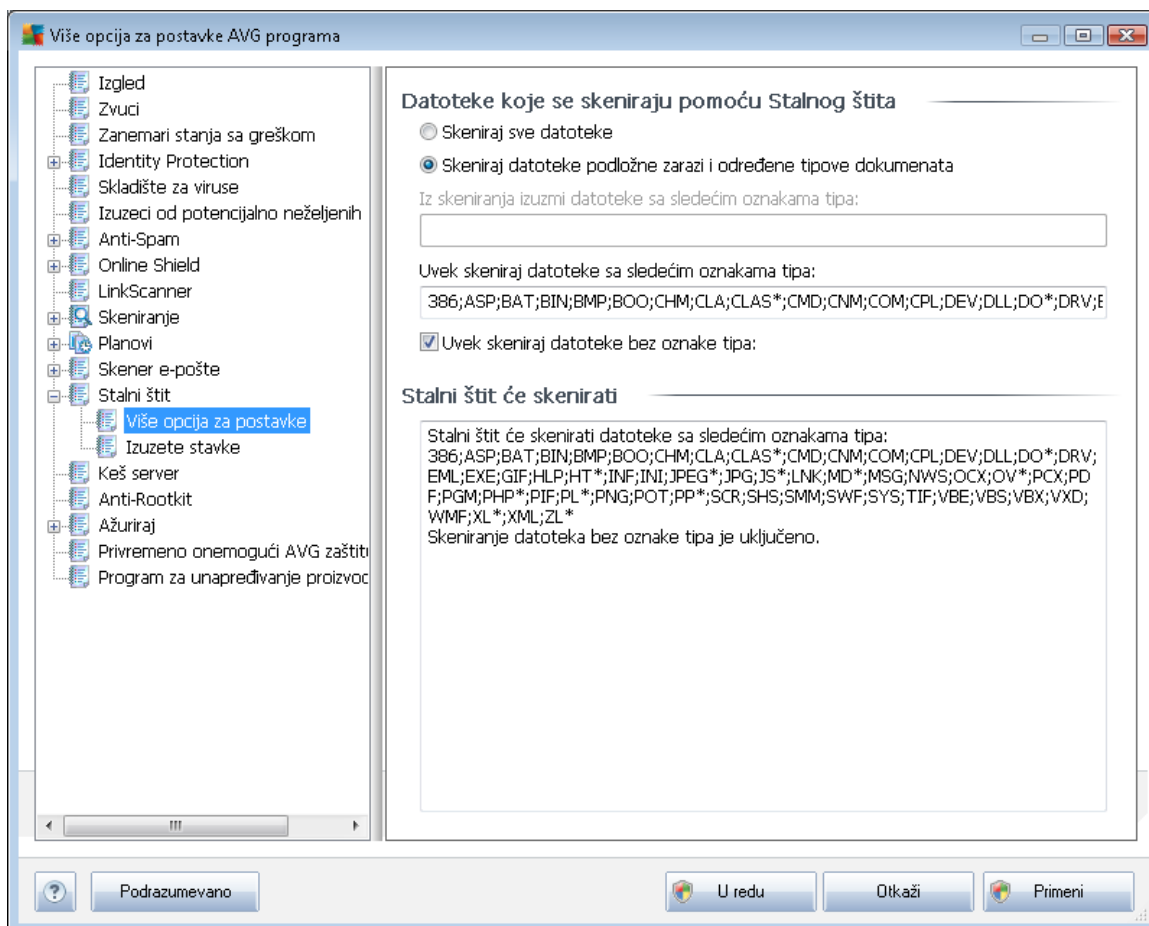 Više opcija za postavke AVG programa
Izgled
Zvuci
Zanemari stanja sa greškom
Identity Protection
Skladište za viruse
Izuzeci od potencijalno neželjenih
Anti-Spam
Online Shield
LinkScanner
Skeniranje
Planovi
Skener e-pošte
Stalni štit
Više opcija za postavke
Izuzete stavke
Keš server
Anti-Rootkit
Ažuriraj
Privremeno onemogući AVG zaštitu
Program za unapređivanje proizvod
Datoteke koje se skeniraju pomoću Stalnog štita
Skeniraj sve datoteke
Skeniraj datoteke podložne zarazi i određene tipove dokumenata
Iz skeniranja izuzmi datoteke sa sledećim oznakama tipa:
Uvek skeniraj datoteke sa sledećim oznakama tipa:
386;ASP;BAT;BIN;BMP;BOO;CHM;CLA;CLAS*;CMD;CNM;COM;CPL;DEV;DLL;DO*;DRV;E
Uvek skeniraj datoteke bez oznake tipa:
Stalni štit će skenirati
Stalni štit će skenirati datoteke sa sledećim oznakama tipa:
386;ASP;BAT;BIN;BMP;BOO;CHM;CLA;CLAS*;CMD;CNM;COM;CPL;DEV;DLL;DO*;DRV;
EML;EXE;GIF;HLP;HT*;INF;INI;JPEG*;JPG;JS*;LNK;MD*;MSG;NWS;OCX;OV*;PCX;PD
F;PGM;PHP*;PIF;PL*;PNG;POT;PP*;SCR;SHS;SMM;SWF;SYS;TIF;VBE;VBS;VBX;VXD;
WMF;XL*;XML;ZL*
Skeniranje datoteka bez oznake tipa je uključeno.
Podrazumevano
U redu
Otkaži
Primeni